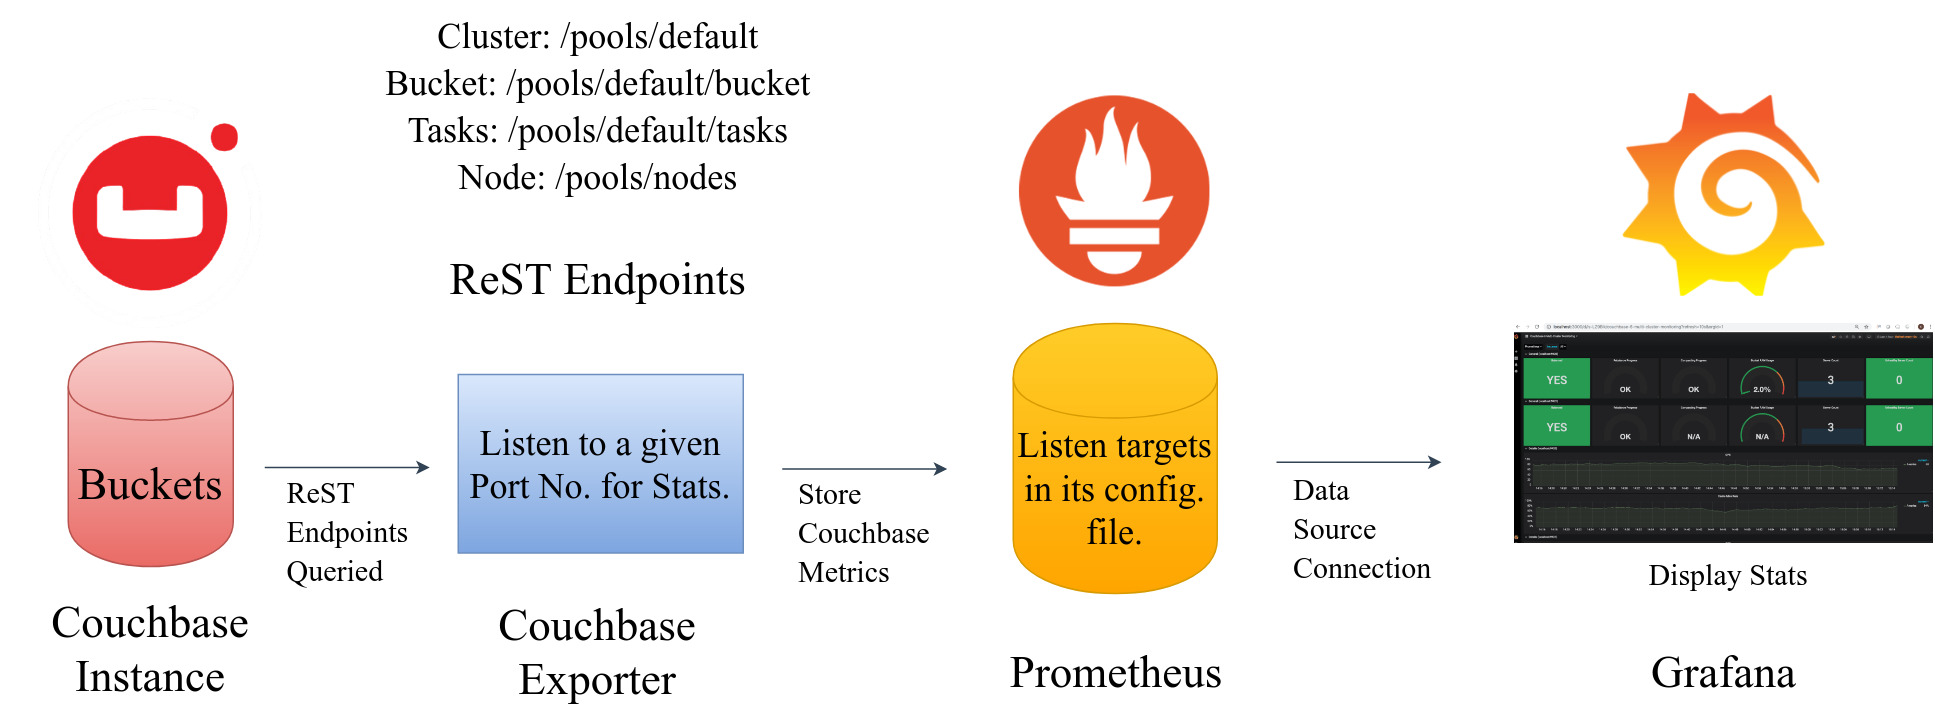 Cluster: /pools/default
Bucket: /pools/default/bucket
Tasks: /pools/default/tasks
Node: /pools/nodes
ReST Endpoints
Buckets
Couchbase
Instance
ReST
Endpoints
Queried
Listen to a given
Port No. for Stats.
Couchbase
Exporter
Store
Couchbase
Metrics
Listen targets
in its config.
file.
Prometheus
Data
Source
Connection
YES
OK
OK
2.0%
3
0
YES
OK
N/A
N/A
3
0
Display Stats
Grafana